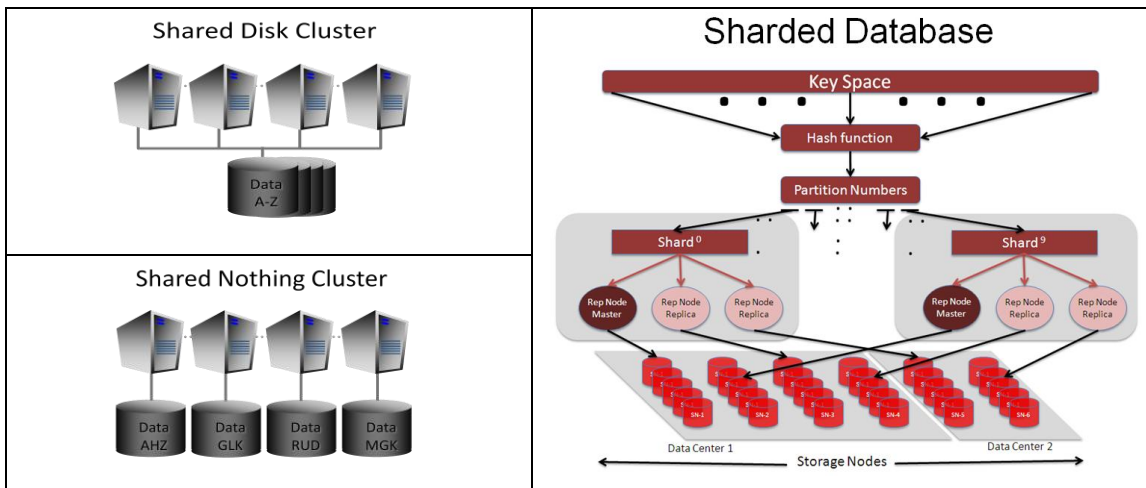 Shared Disk Cluster
Data
A-Z
Shared Nothing Cluster
Data
AHZ
Data
GLK
Data
RUD
Data
MGK
Sharded Database
Key Space
Hash function
Partition Numbers
Shard 0
Shard 9
Rep Node
Master
Rep Node
Replica
Rep Node
Replica
Rep Node
Master
Rep Node
Replica
Rep Node
Replica
SN-1
SN-2
SN-3
SN-4
SN-5
SN-6
Data Center 1
Data Center 2
Storage Nodes